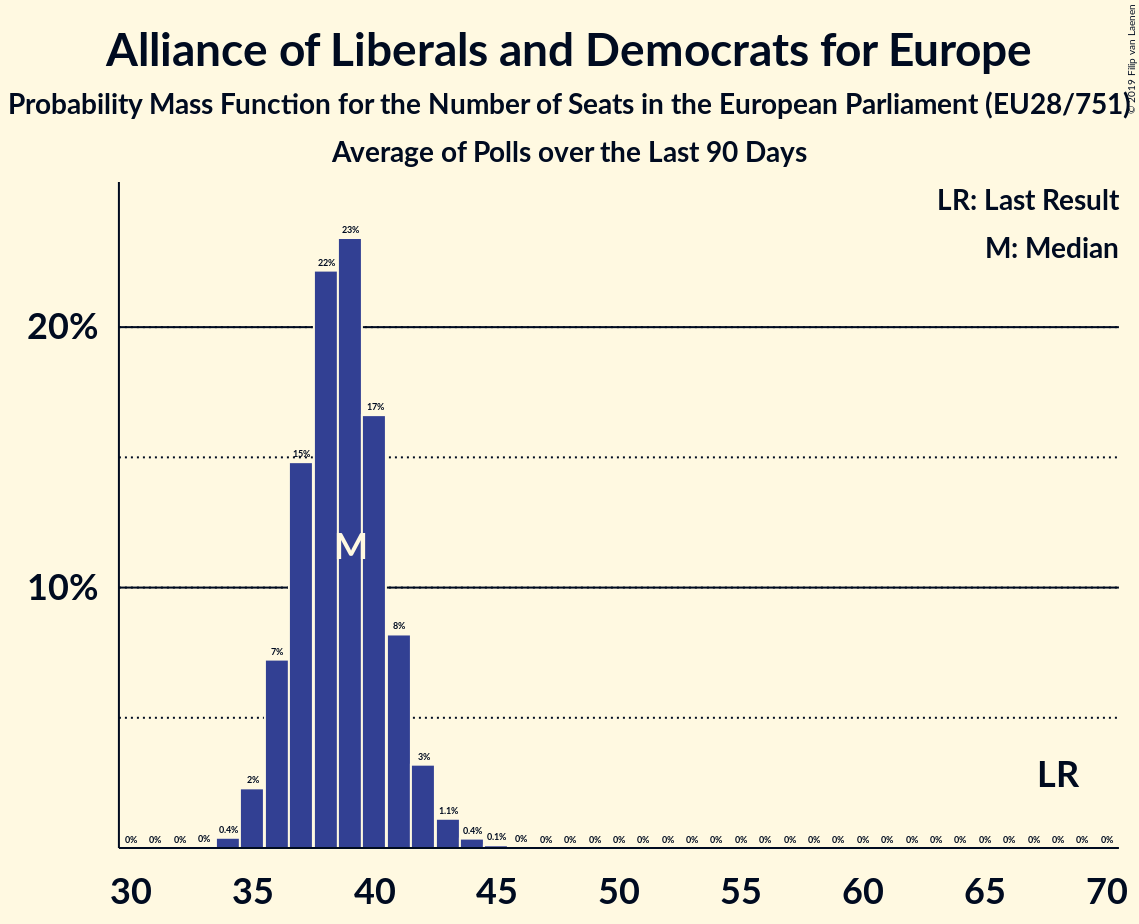 Alliance of Liberals and Democrats for Europe
Probability Mass Function for the Number of Seats in the European Parliament (EU28/751)
Average of Polls over the Last 90 Days
© 2019 Filip van Laenen
LR: Last Result
M: Median
20%
10%
0% 0% 0% 0% 0.4% 2% 7% 15% 22% 23% 17% 8% 3% 1.1% 0.4% 0.1% 0% 0% 0% 0% 0% 0% 0% 0% 0% 0% 0% 0% 0% 0% 0% 0% 0% 0% 0% 0% 0% 0% 0% 0% 0%
M
LR
30 35 40 45 50 55 60 65 70